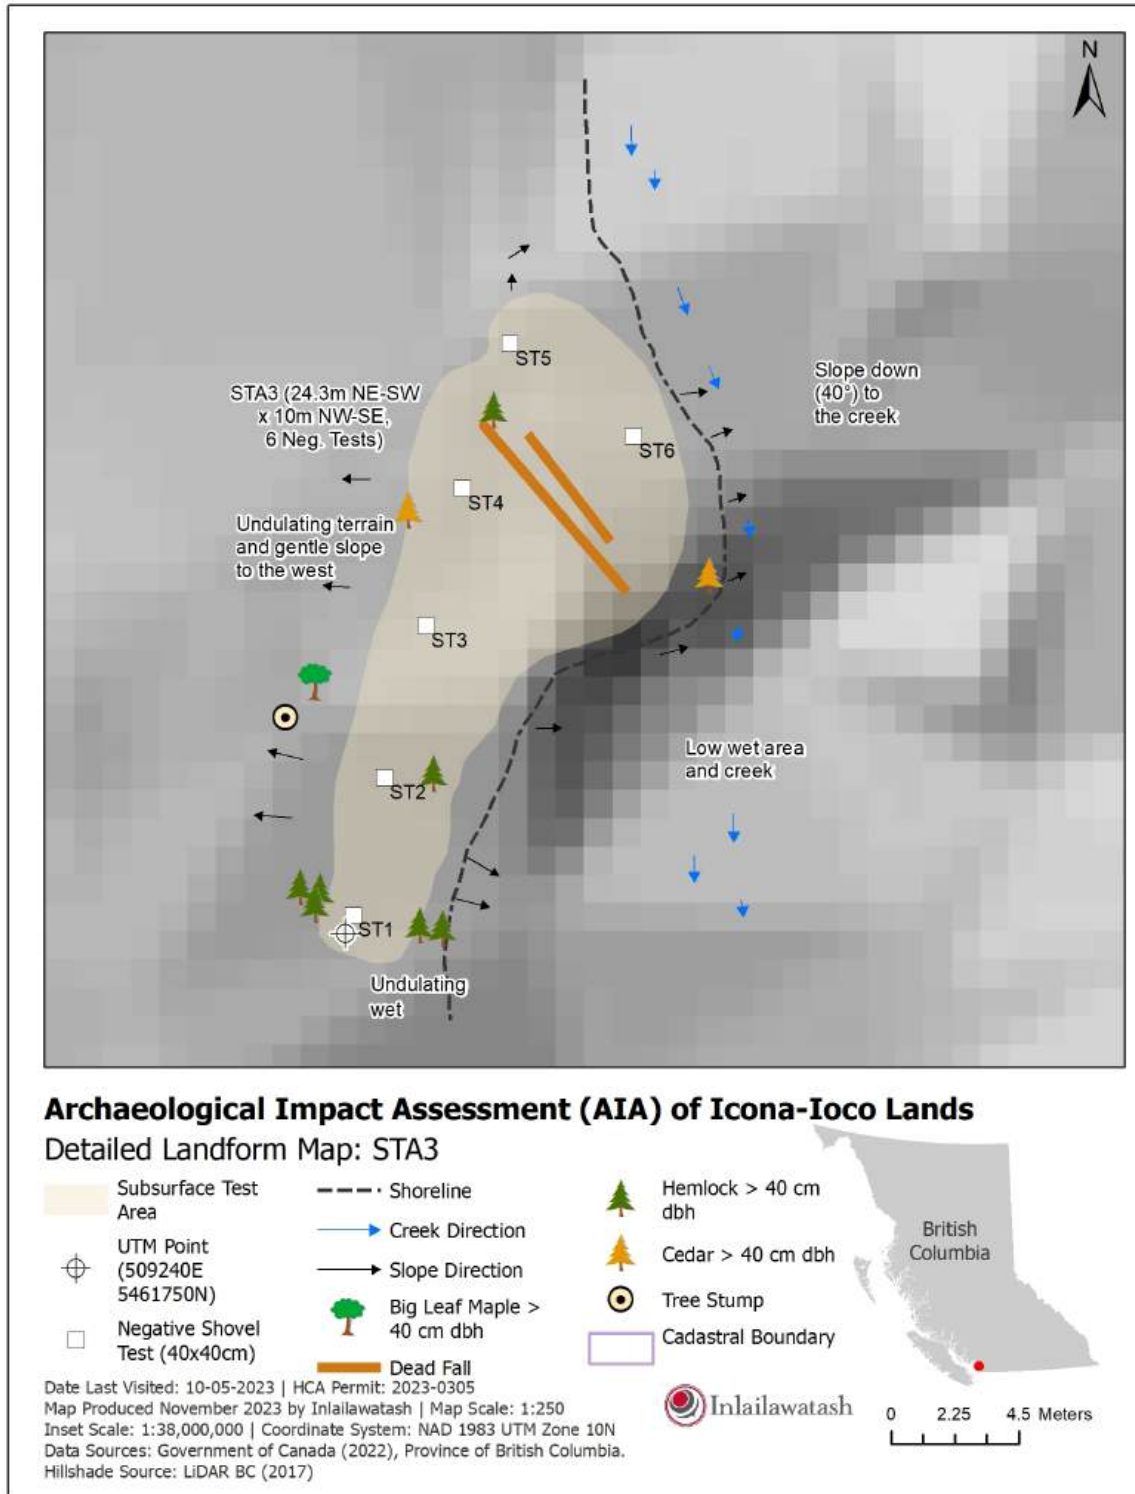 N
Slope down
(40°) to
the creek
STA3 (24.3m NE-SW
x 10m NW-SE,
6 Neg. Tests)
Undulating terrain
and gentle slope
to the west
ST5
ST6
ST4
ST3
ST2
ST1
Low wet area
and creek
Undulating
wet
Archaeological Impact Assessment (AIA) of Icona-Ioco Lands
Detailed Landform Map: STA3
Subsurface Test
Area
UTM Point
(509240E
5461750N)
Negative Shovel
Test (40x40cm)
Shoreline
Creek Direction
Slope Direction
Big Leaf Maple >
40 cm dbh
Dead Fall
Hemlock > 40 cm
dbh
Cedar > 40 cm dbh
Tree Stump
Cadastral Boundary
British
Columbia
Date Last Visited: 10-05-2023 | HCA Permit: 2023-0305
Map Produced November 2023 by Inlailawatash | Map Scale: 1:250
Inset Scale: 1:38,000,000 | Coordinate System: NAD 1983 UTM Zone 10N
Data Sources: Government of Canada (2022), Province of British Columbia.
Hillshade Source: LiDAR BC (2017)
Inlailawatash
0 2.25 4.5 Meters